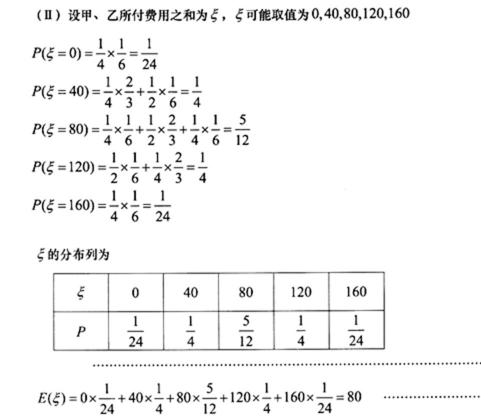 (Ⅱ) 设甲、乙所付费用之和为ξ，ξ可能取值为0,40,80,120,160
P(ξ=0)=1/4×1/6=1/24
P(ξ=40)=1/4×2/3+1/2×1/6=1/4
P(ξ=80)=1/4×1/6+1/2×2/3+1/4×1/6=5/12
P(ξ=120)=1/2×1/6+1/4×2/3=1/4
P(ξ=160)=1/4×1/6=1/24
ξ的分布列为
ξ 0 40 80 120 160
P 1/24 1/4 5/12 1/4 1/24
E(ξ)=0×1/24+40×1/4+80×5/12+120×1/4+160×1/24=80